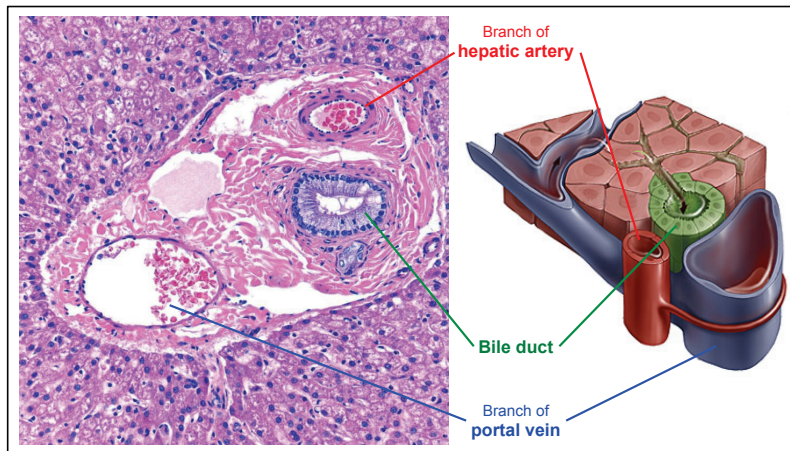 Branch of
hepatic artery
Bile duct
Branch of
portal vein